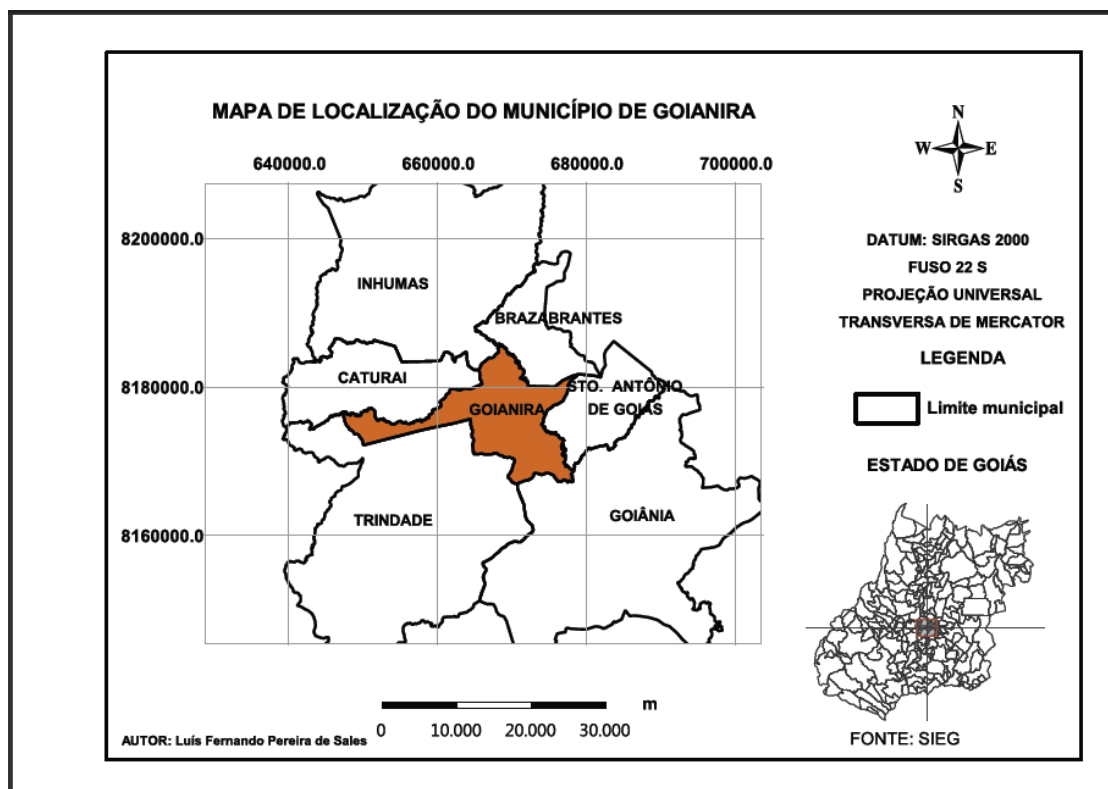 MAPA DE LOCALIZAÇÃO DO MUNICÍPIO DE GOIANIRA
N
W E
S
640000.0 660000.0 680000.0 700000.0
8200000.0
8180000.0
8160000.0
INHUMAS
BRAZABRANTES
CATURAI
GOIANIRA
STO. ANTÔNIO
DE GOIÁS
TRINDADE
GOIÂNIA
DATUM: SIRGAS 2000
FUSO 22 S
PROJEÇÃO UNIVERSAL
TRANSVERSA DE MERCATOR
LEGENDA
Limite municipal
ESTADO DE GOIÁS
m
0 10.000 20.000 30.000
AUTOR: Luís Fernando Pereira de Sales
FONTE: SIEG